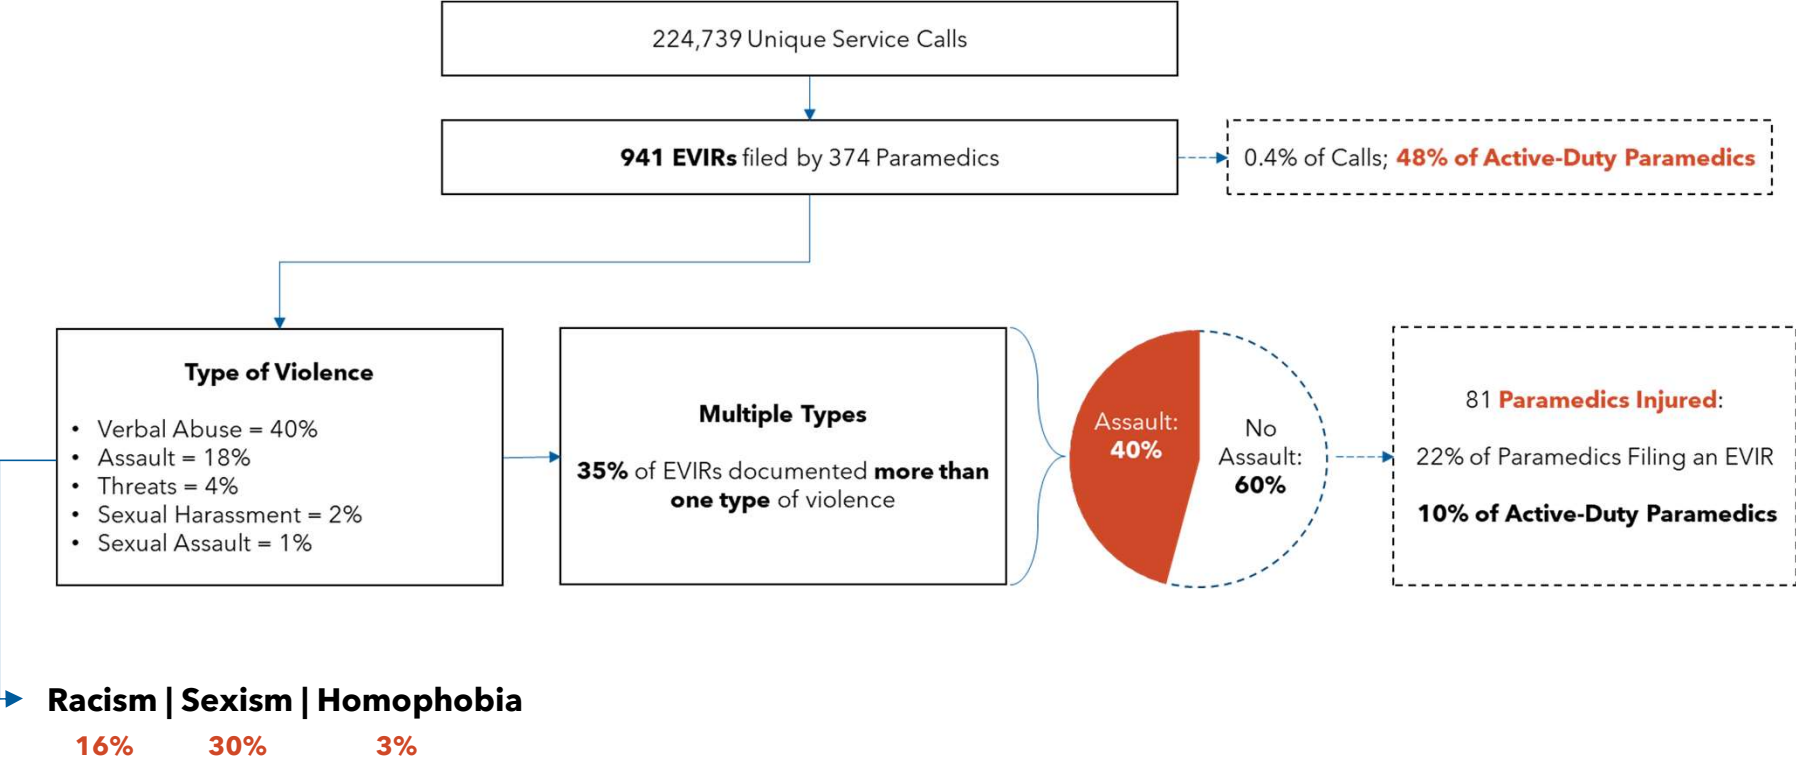 224,739 Unique Service Calls
941 EVIRs filed by 374 Paramedics
0.4% of Calls; 48% of Active-Duty Paramedics
Type of Violence
• Verbal Abuse = 40%
• Assault = 18%
• Threats = 4%
• Sexual Harassment = 2%
• Sexual Assault = 1%
Multiple Types
35% of EVIRs documented more than
one type of violence
Assault:
40%
No
Assault:
60%
81 Paramedics Injured:
22% of Paramedics Filing an EVIR
10% of Active-Duty Paramedics
Racism | Sexism | Homophobia
16% 30% 3%